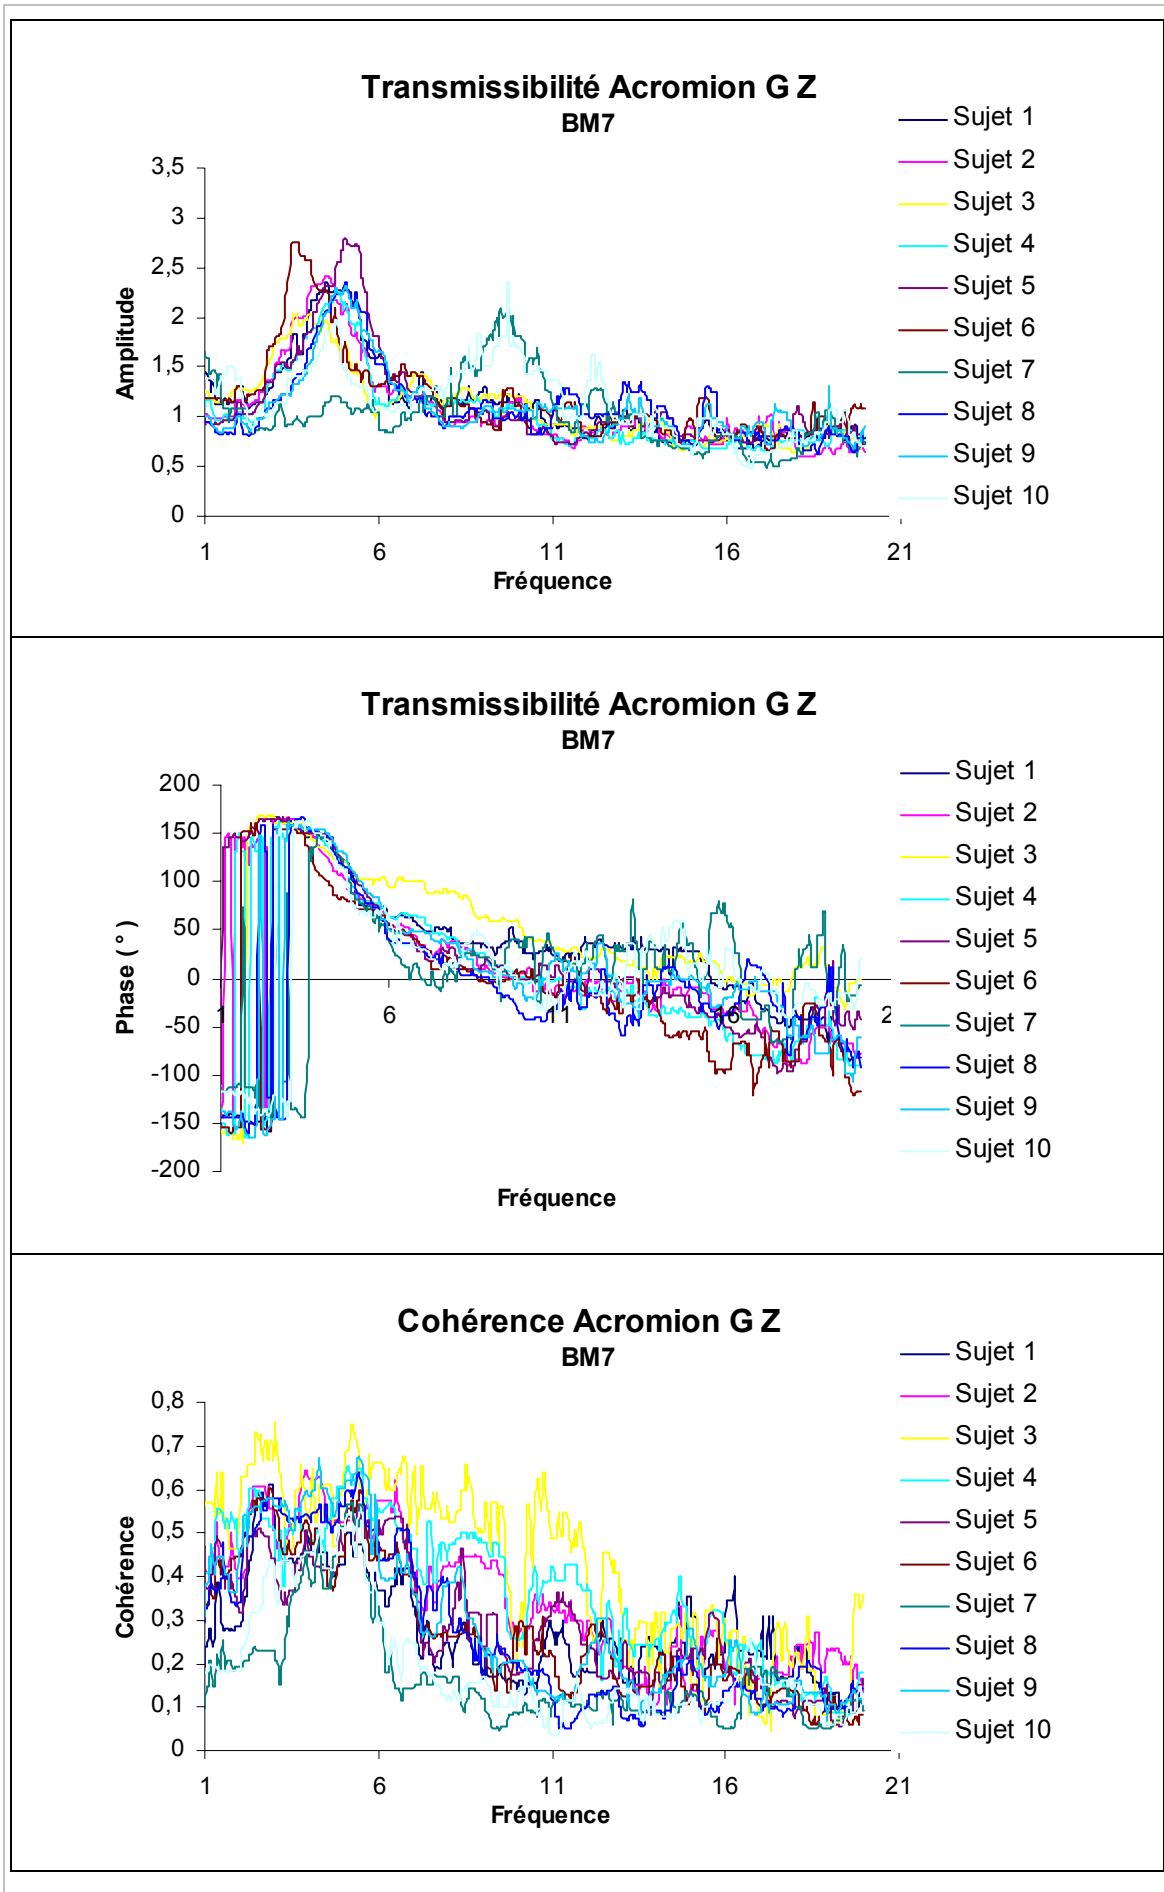 Transmissibilité Acromion G Z
BM7
Sujet 1
Sujet 2
Sujet 3
Sujet 4
Sujet 5
Sujet 6
Sujet 7
Sujet 8
Sujet 9
Sujet 10
3,5
3
2,5
2
1,5
1
0,5
0
Amplitude
1 6 11 16 21
Fréquence
Transmissibilité Acromion G Z
BM7
Sujet 1
Sujet 2
Sujet 3
Sujet 4
Sujet 5
Sujet 6
Sujet 7
Sujet 8
Sujet 9
Sujet 10
200
150
100
50
0
-50
-100
-150
-200
Phase ( ° )
1 6 11 16 2
Fréquence
Cohérence Acromion G Z
BM7
Sujet 1
Sujet 2
Sujet 3
Sujet 4
Sujet 5
Sujet 6
Sujet 7
Sujet 8
Sujet 9
Sujet 10
0,8
0,7
0,6
0,5
0,4
0,3
0,2
0,1
0
Cohérence
1 6 11 16 21
Fréquence